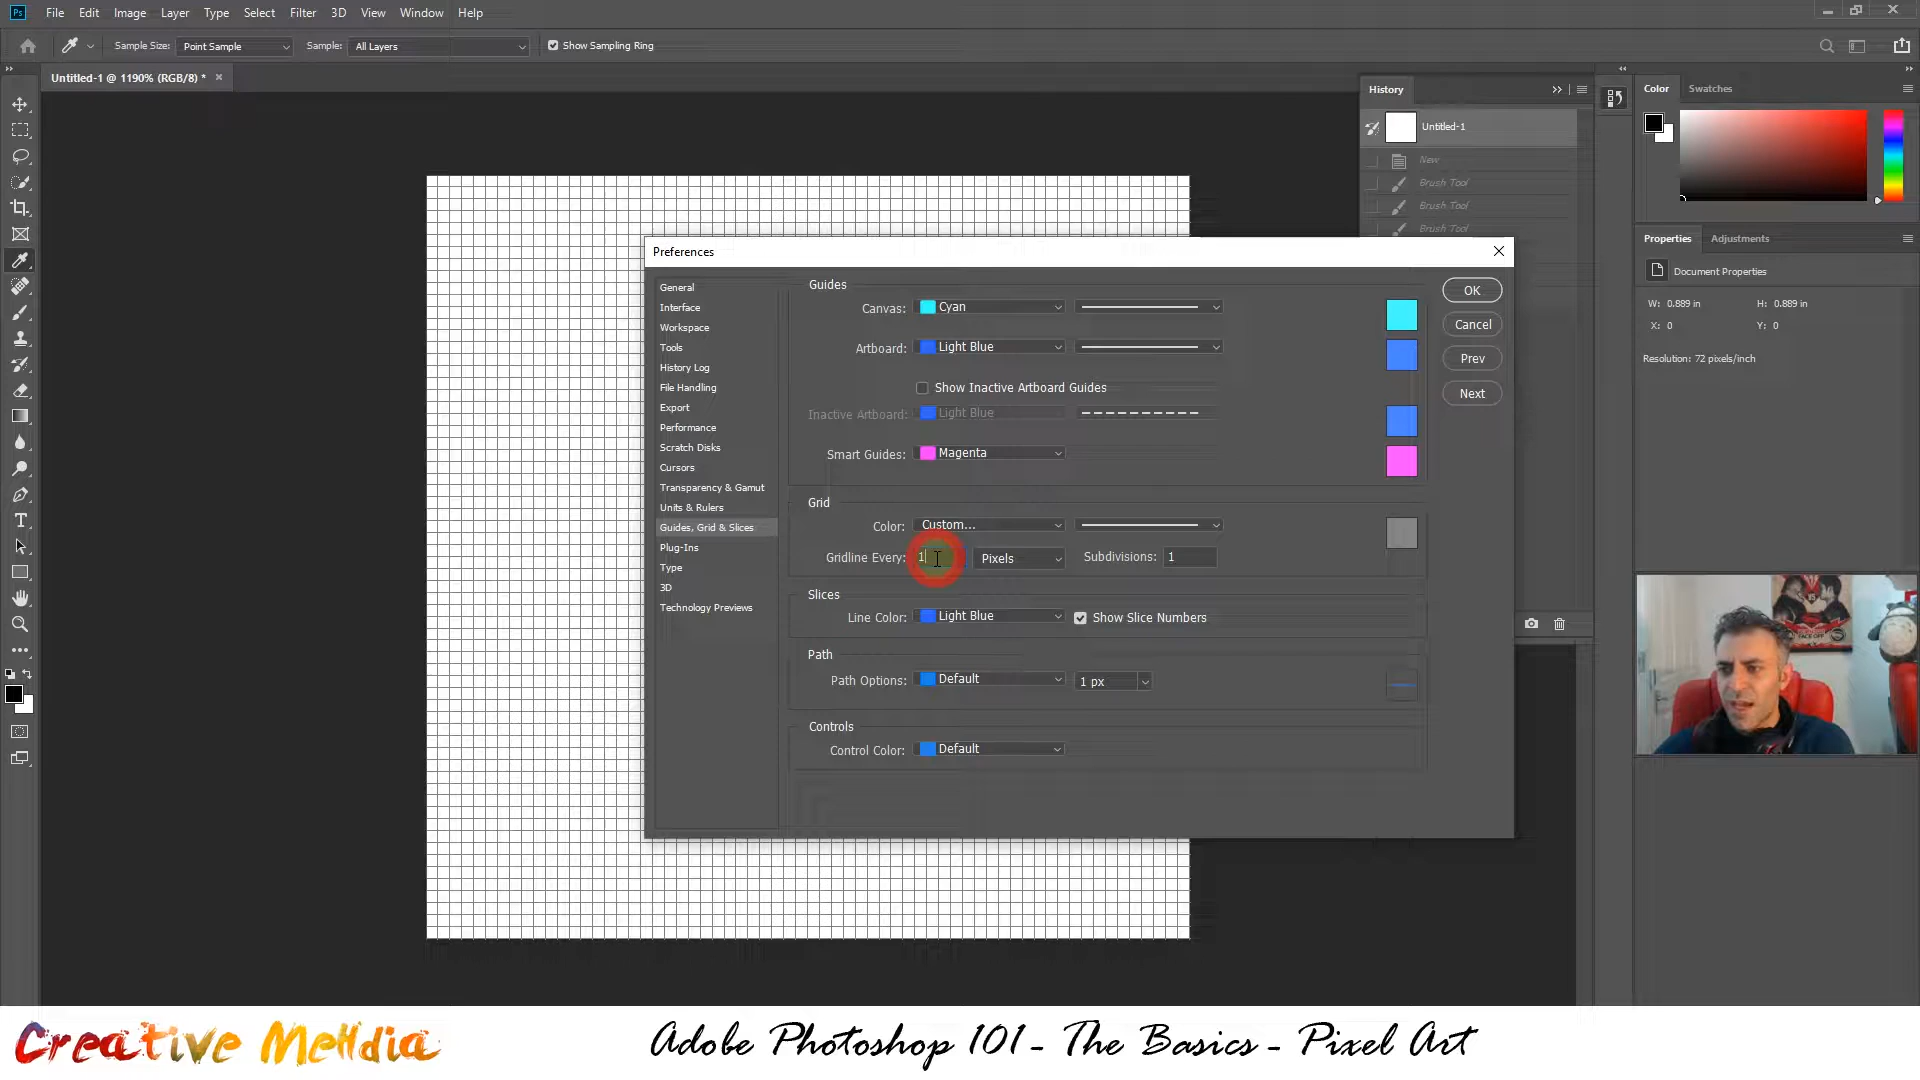 Ps File Edit Image Layer Type Select Filter 3D View Window Help
Sample Size: Point Sample Sample: All Layers Show Sampling Ring
Untitled-1 @ 1190% (RGB/8) * ×
History
Untitled-1
New
Brush Tool
Brush Tool
Brush Tool
Color Swatches
Properties Adjustments
Document Properties
W: 0.889 in H: 0.889 in
X: 0 Y: 0
Resolution: 72 pixels/inch
Preferences
General
Interface
Workspace
Tools
History Log
File Handling
Export
Performance
Scratch Disks
Cursors
Transparency & Gamut
Units & Rulers
Guides, Grid & Slices
Plug-Ins
Type
3D
Technology Previews
Guides
Canvas: Cyan
Artboard: Light Blue
Show Inactive Artboard Guides
Inactive Artboard: Light Blue
Smart Guides: Magenta
Grid
Color: Custom...
Gridline Every: 1 Pixels Subdivisions: 1
Slices
Line Color: Light Blue Show Slice Numbers
Path
Path Options: Default 1 px
Controls
Control Color: Default
OK
Cancel
Prev
Next
Creative MeHdia
Adobe Photoshop 101 - The Basics - Pixel Art